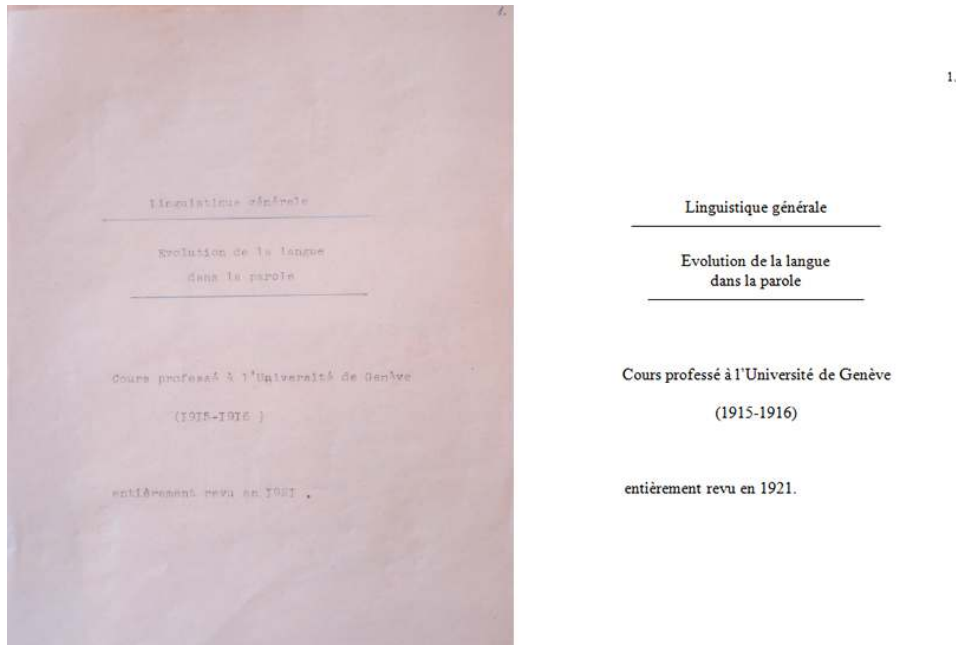 1.
Linguistique générale
Evolution de la langue
dans la parole
Cours professé à l'Université de Genève
(1915-1916 )
entièrement revu en 1921 .
1.
Linguistique générale
Evolution de la langue
dans la parole
Cours professé à l'Université de Genève
(1915-1916)
entièrement revu en 1921.